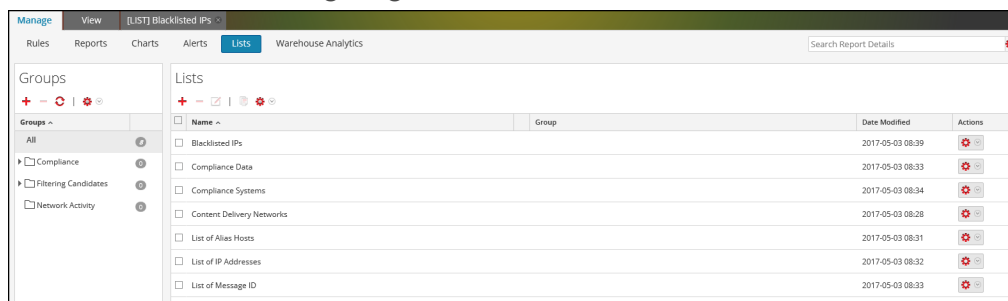 Manage View [LIST] Blacklisted IPs ×
Rules Reports Charts Alerts Lists Warehouse Analytics Search Report Details
Groups
Lists
Groups
Name Group Date Modified Actions
All
Blacklisted IPs 2017-05-03 08:39
Compliance 0
Compliance Data 2017-05-03 08:33
Filtering Candidates 0
Compliance Systems 2017-05-03 08:34
Network Activity 0
Content Delivery Networks 2017-05-03 08:28
List of Alias Hosts 2017-05-03 08:31
List of IP Addresses 2017-05-03 08:32
List of Message ID 2017-05-03 08:33